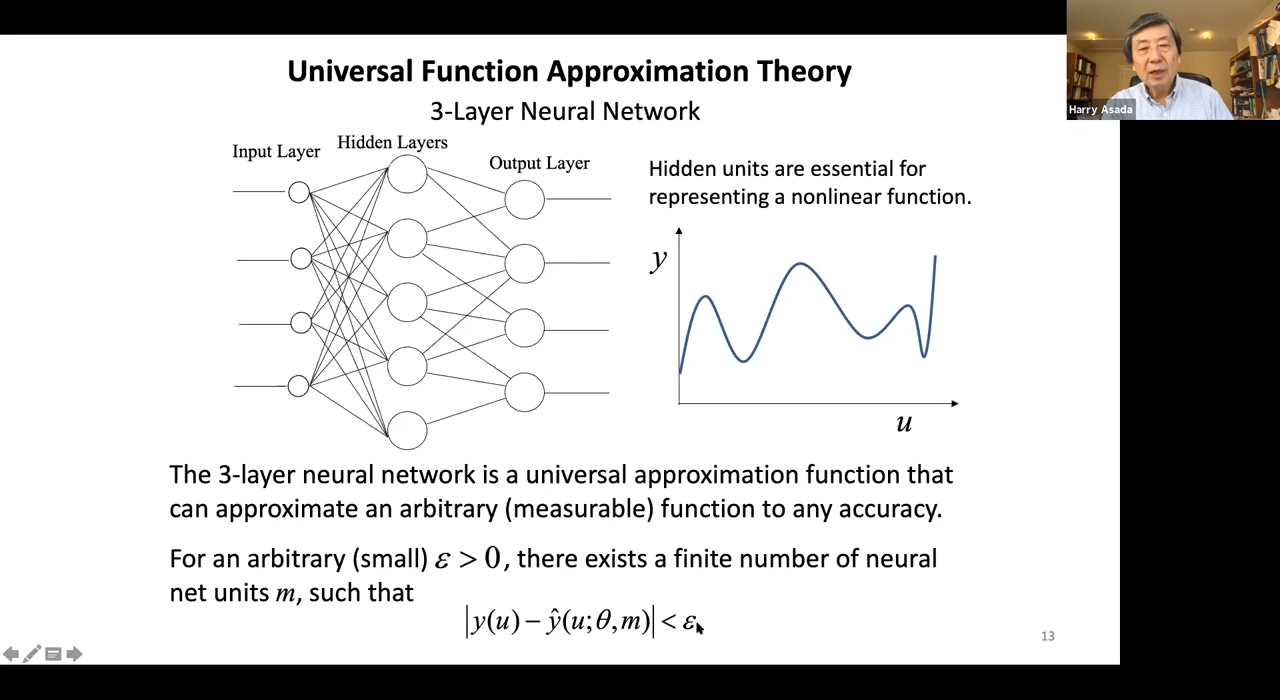 Universal Function Approximation Theory
3-Layer Neural Network
Input Layer
Hidden Layers
Output Layer
Hidden units are essential for
representing a nonlinear function.
y
u
The 3-layer neural network is a universal approximation function that
can approximate an arbitrary (measurable) function to any accuracy.
For an arbitrary (small) ε > 0, there exists a finite number of neural
net units m, such that
|y(u) − ŷ(u; θ, m)| < ε
13
Harry Asada